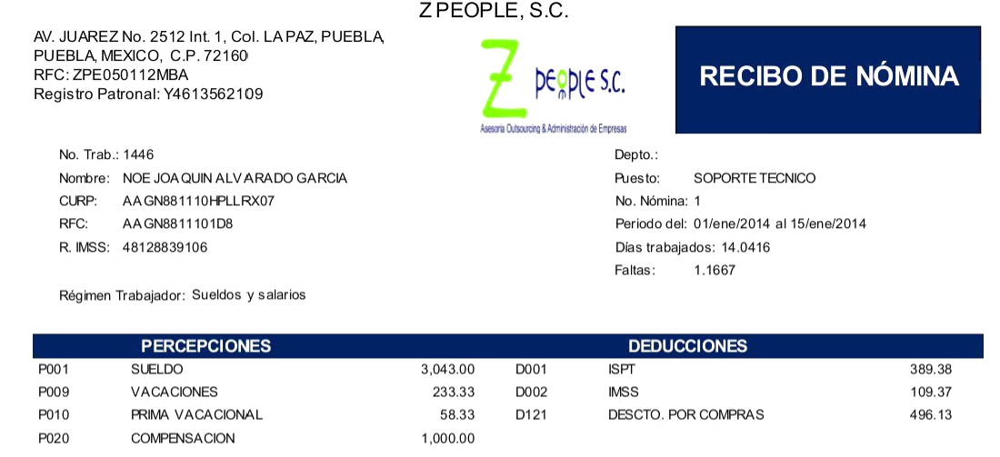 Z PEOPLE, S.C.
AV. JUAREZ No. 2512 Int. 1, Col. LA PAZ, PUEBLA,
PUEBLA, MEXICO, C.P. 72160
RFC: ZPE050112MBA
Registro Patronal: Y4613562109
Z PEOPLE S.C.
Asesoría Outsourcing & Administración de Empresas
RECIBO DE NÓMINA
No. Trab.: 1446
Nombre: NOE JOAQUIN ALVARADO GARCIA
CURP: AAGN881110HPLLRX07
RFC: AAGN8811101D8
R. IMSS: 48128839106
Régimen Trabajador: Sueldos y salarios
Depto.:
Puesto: SOPORTE TECNICO
No. Nómina: 1
Periodo del: 01/ene/2014 al 15/ene/2014
Días trabajados: 14.0416
Faltas: 1.1667
PERCEPCIONES DEDUCCIONES
P001 SUELDO 3,043.00 D001 ISPT 389.38
P009 VACACIONES 233.33 D002 IMSS 109.37
P010 PRIMA VACACIONAL 58.33 D121 DESCTO. POR COMPRAS 496.13
P020 COMPENSACION 1,000.00